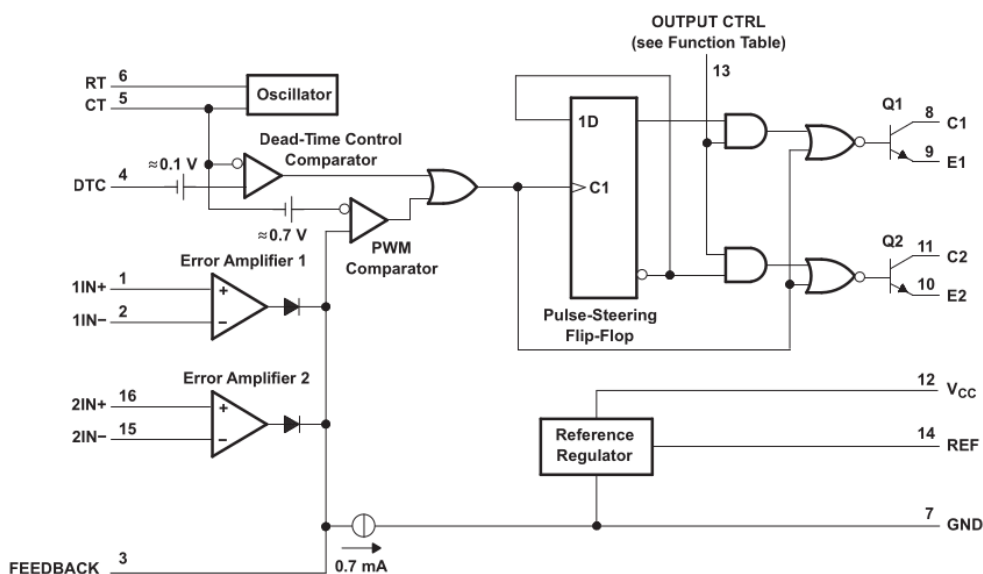 OUTPUT CTRL
(see Function Table)
13
RT 6
CT 5
Oscillator
Dead-Time Control
Comparator
≈0.1 V
DTC 4
≈0.7 V
PWM
Comparator
1D
C1
Pulse-Steering
Flip-Flop
Q1
8 C1
9 E1
Q2
11 C2
10 E2
Error Amplifier 1
1IN+ 1
+
1IN− 2
−
Error Amplifier 2
2IN+ 16
+
2IN− 15
−
12 VCC
Reference
Regulator
14 REF
7 GND
0.7 mA
FEEDBACK 3